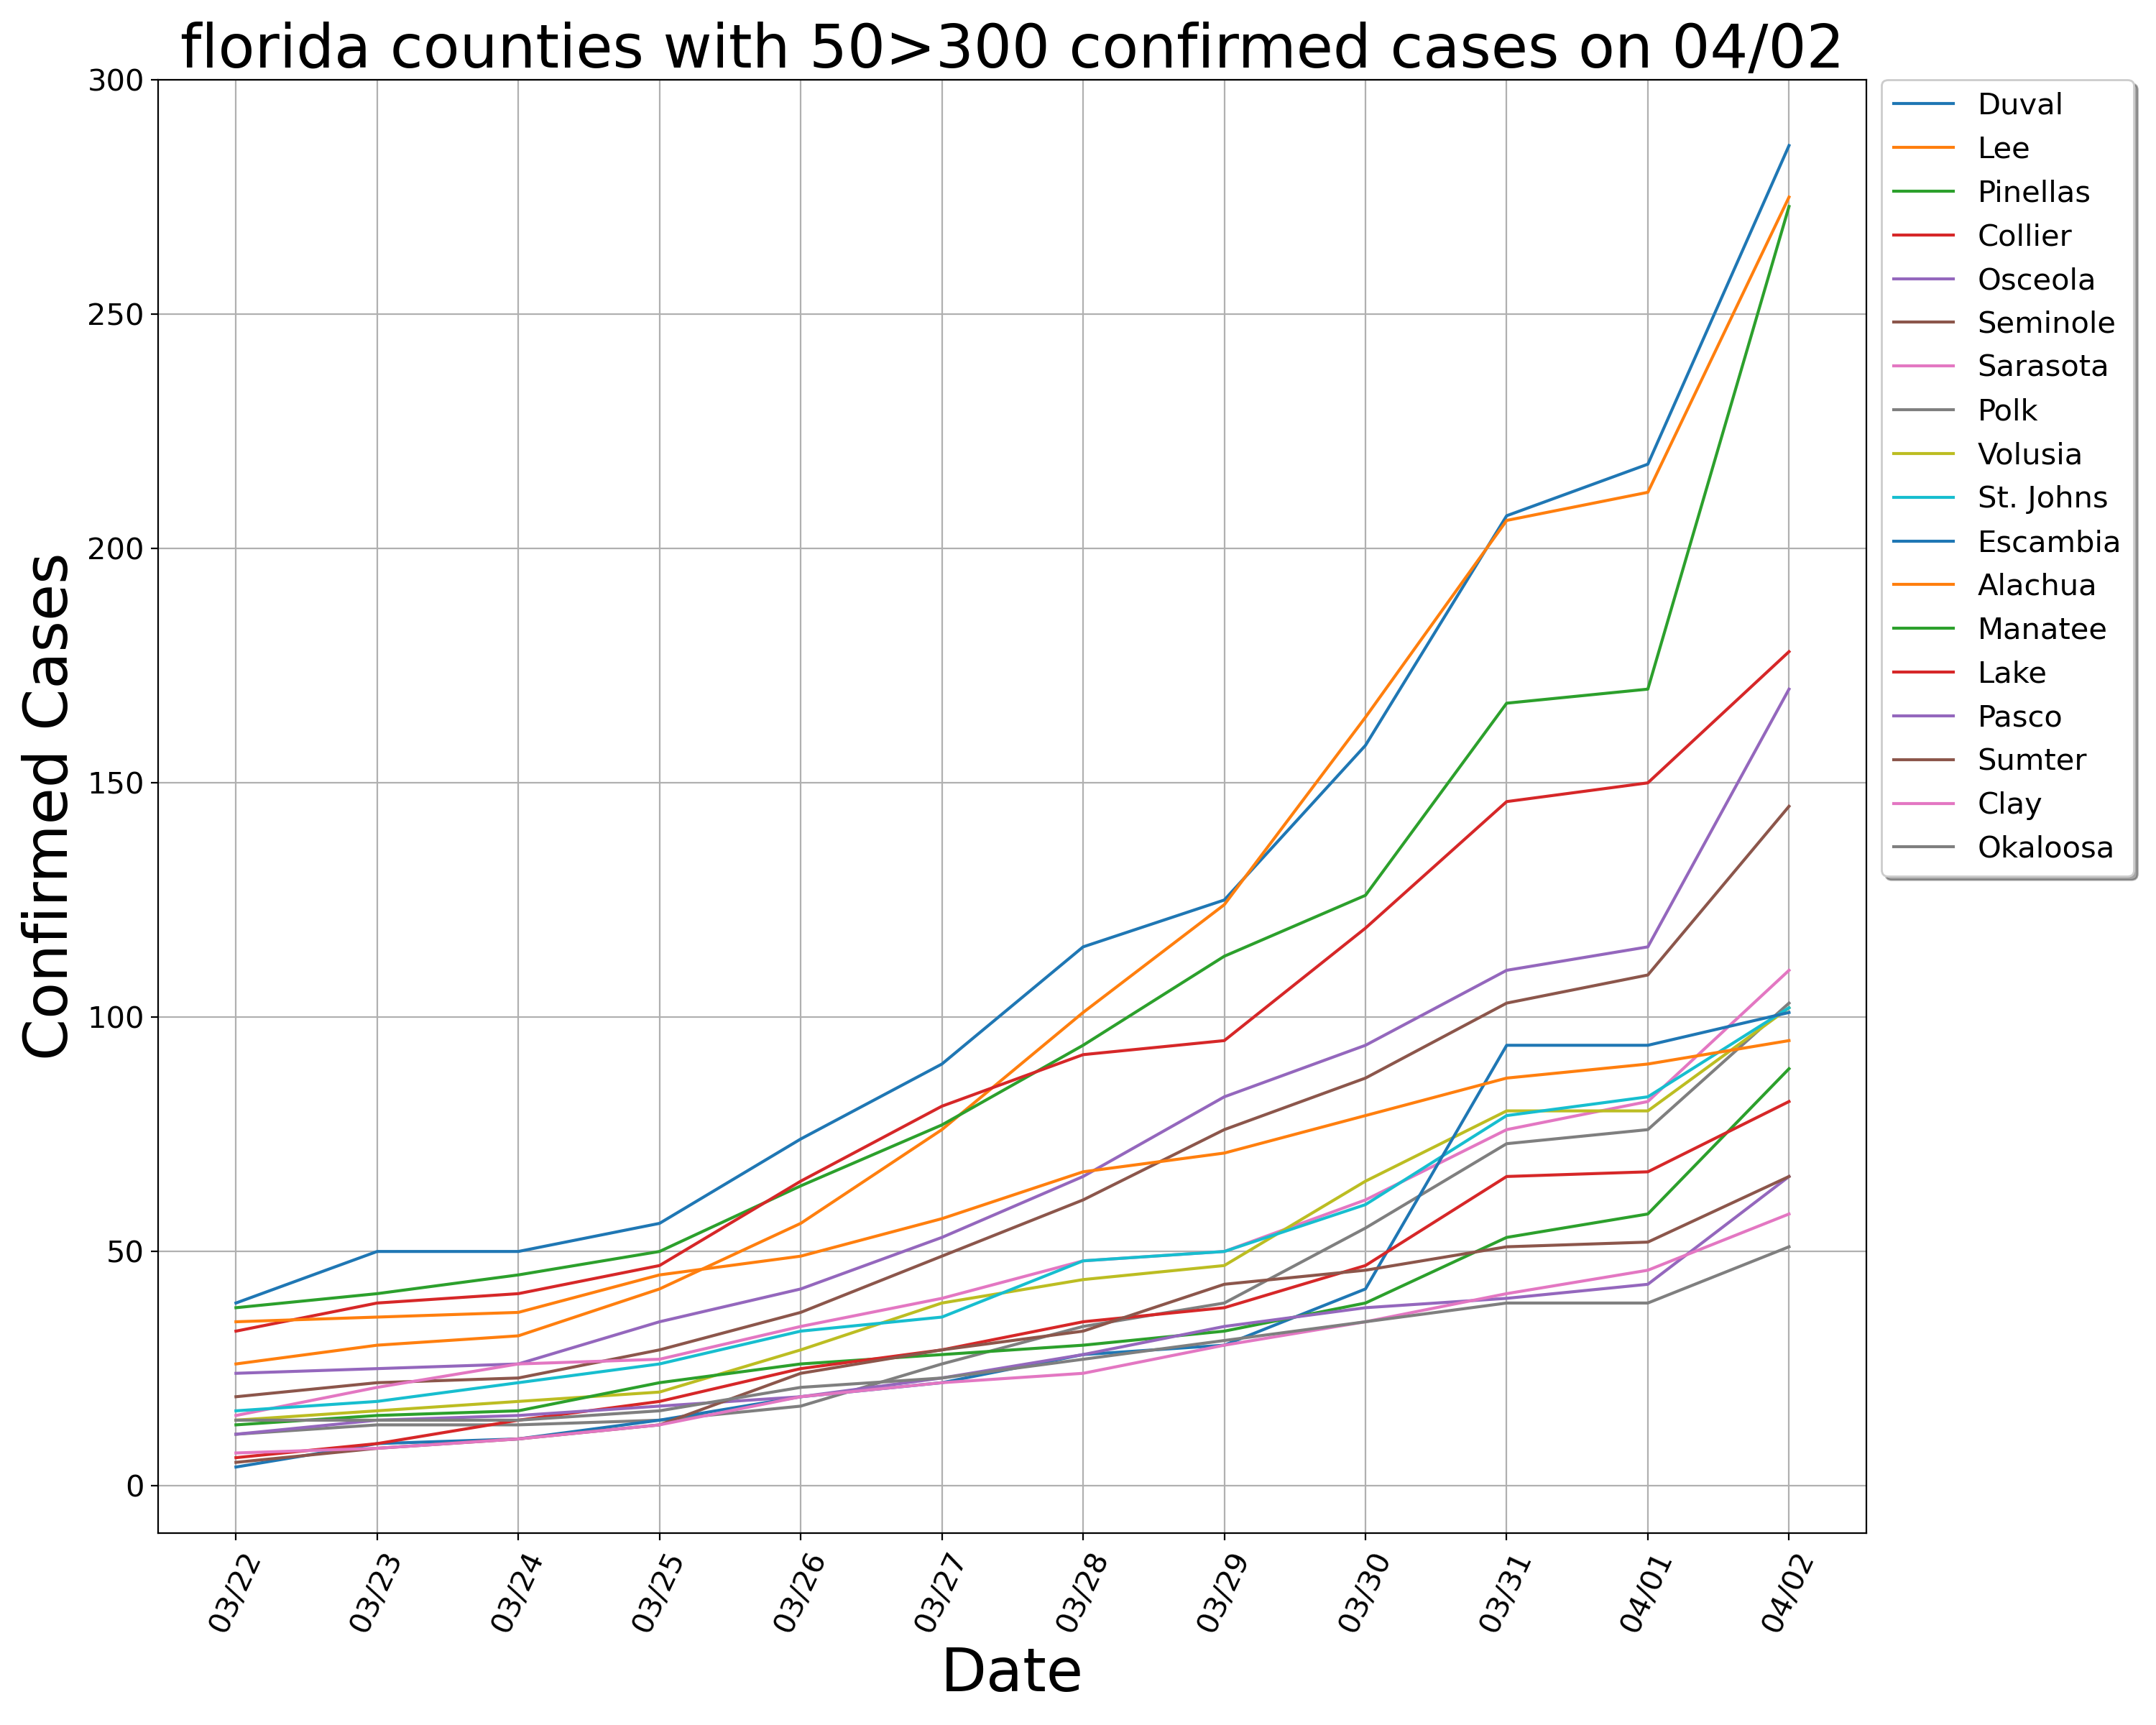 florida counties with 50>300 confirmed cases on 04/02
Confirmed Cases
300
250
200
150
100
50
0
03/22
03/23
03/24
03/25
03/26
03/27
03/28
03/29
03/30
03/31
04/01
04/02
Date
Duval
Lee
Pinellas
Collier
Osceola
Seminole
Sarasota
Polk
Volusia
St. Johns
Escambia
Alachua
Manatee
Lake
Pasco
Sumter
Clay
Okaloosa